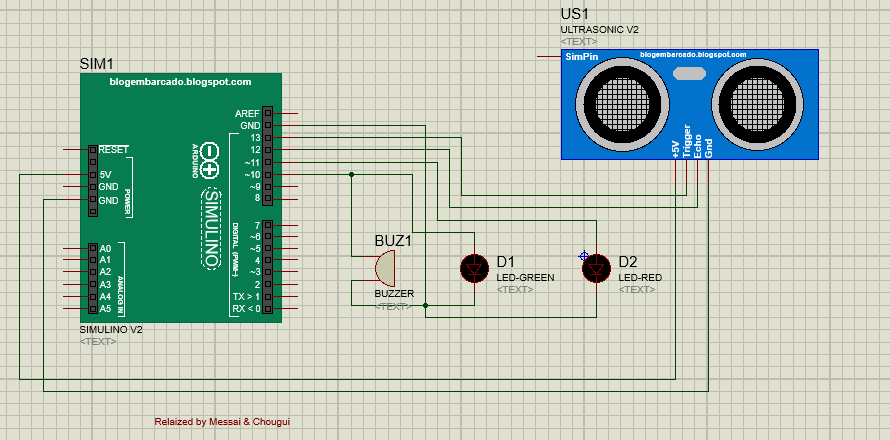 US1
ULTRASONIC V2
<TEXT>
SimPin
blogembarcado.blogspot.com
+5V
Trigger
Echo
Gnd
SIM1
blogembarcado.blogspot.com
AREF
GND
13
12
~11
~10
~9
8
7
~6
~5
4
~3
2
TX > 1
RX < 0
RESET
5V
GND
GND
POWER
A0
A1
A2
A3
A4
A5
ANALOG IN
ARDUINO
SIMULINO
DIGITAL (PWM~)
SIMULINO V2
<TEXT>
BUZ1
BUZZER
<TEXT>
D1
LED-GREEN
<TEXT>
D2
LED-RED
<TEXT>
Relaized by Messai & Chougui